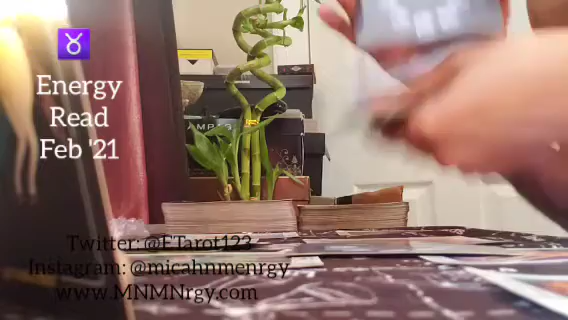 ♉
Energy
Read
Feb '21
Twitter: @ETarot123
Instagram: @micahnmenrgy
www.MNMNrgy.com